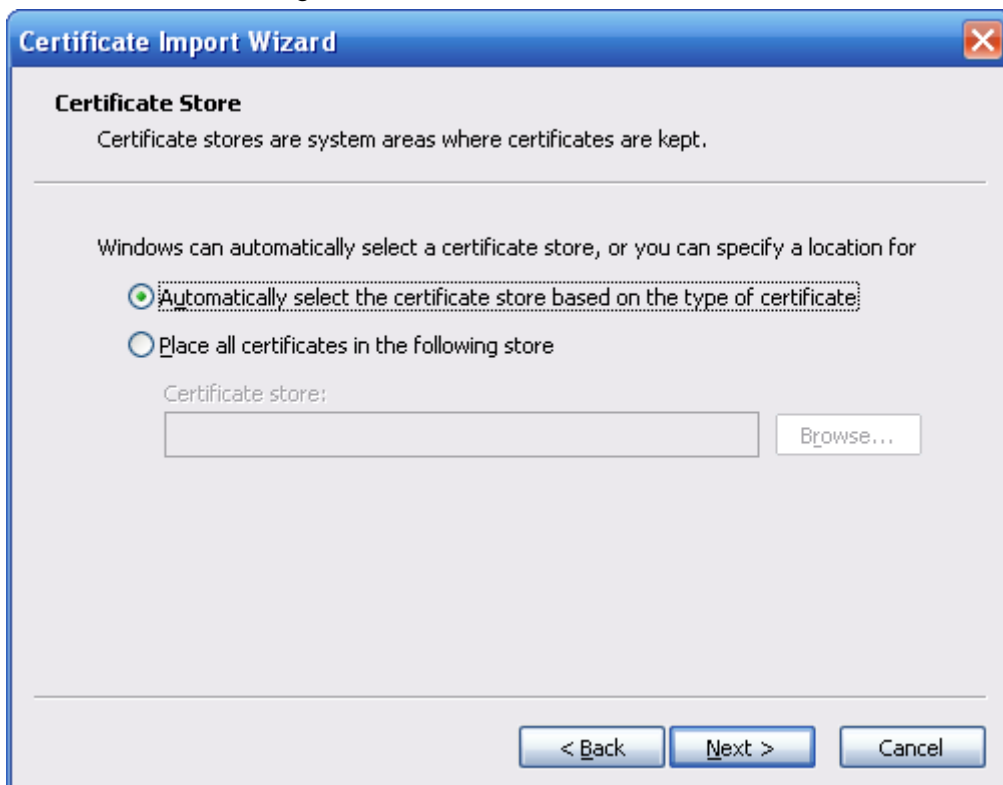 Certificate Import Wizard
Certificate Store
Certificate stores are system areas where certificates are kept.
Windows can automatically select a certificate store, or you can specify a location for
Automatically select the certificate store based on the type of certificate
Place all certificates in the following store
Certificate store:
Browse...
< Back Next > Cancel